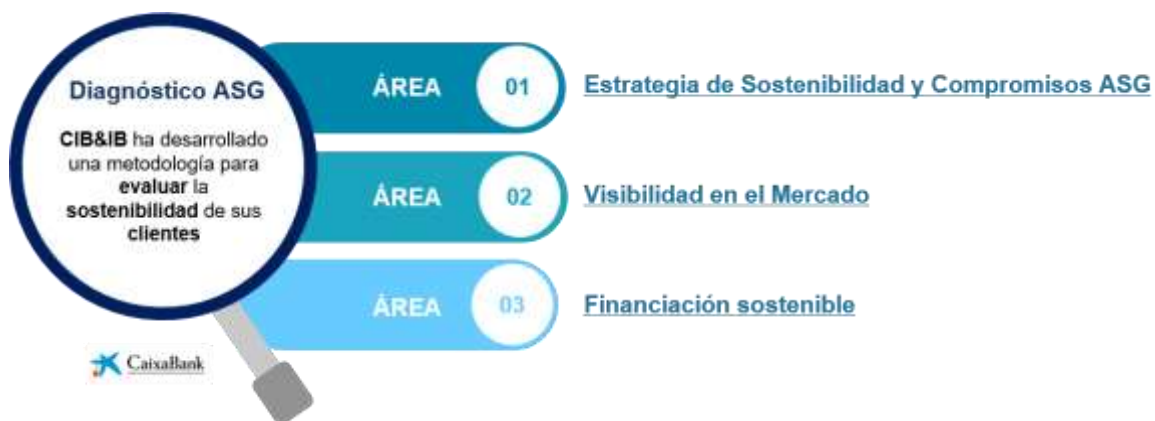 Diagnóstico ASG
CIB&IB ha desarrollado
una metodología para
evaluar la
sostenibilidad de sus
clientes
CaixaBank
ÁREA 01 Estrategia de Sostenibilidad y Compromisos ASG
ÁREA 02 Visibilidad en el Mercado
ÁREA 03 Financiación sostenible